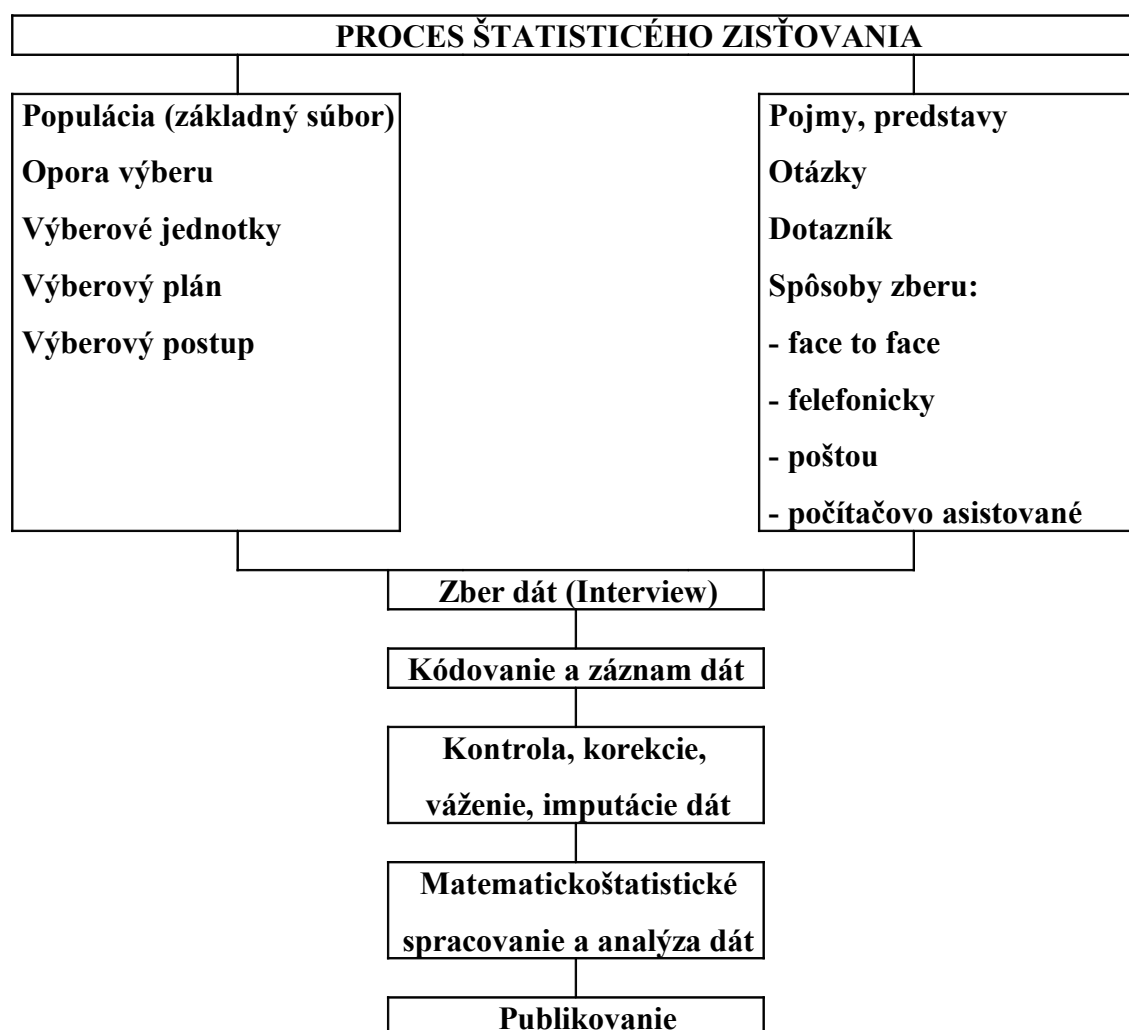 PROCES ŠTATISTICÉHO ZISŤOVANIA
Populácia (základný súbor)
Opora výberu
Výberové jednotky
Výberový plán
Výberový postup
Pojmy, predstavy
Otázky
Dotazník
Spôsoby zberu:
- face to face
- felefonicky
- poštou
- počítačovo asistované
Zber dát (Interview)
Kódovanie a záznam dát
Kontrola, korekcie,
váženie, imputácie dát
Matematickoštatistické
spracovanie a analýza dát
Publikovanie